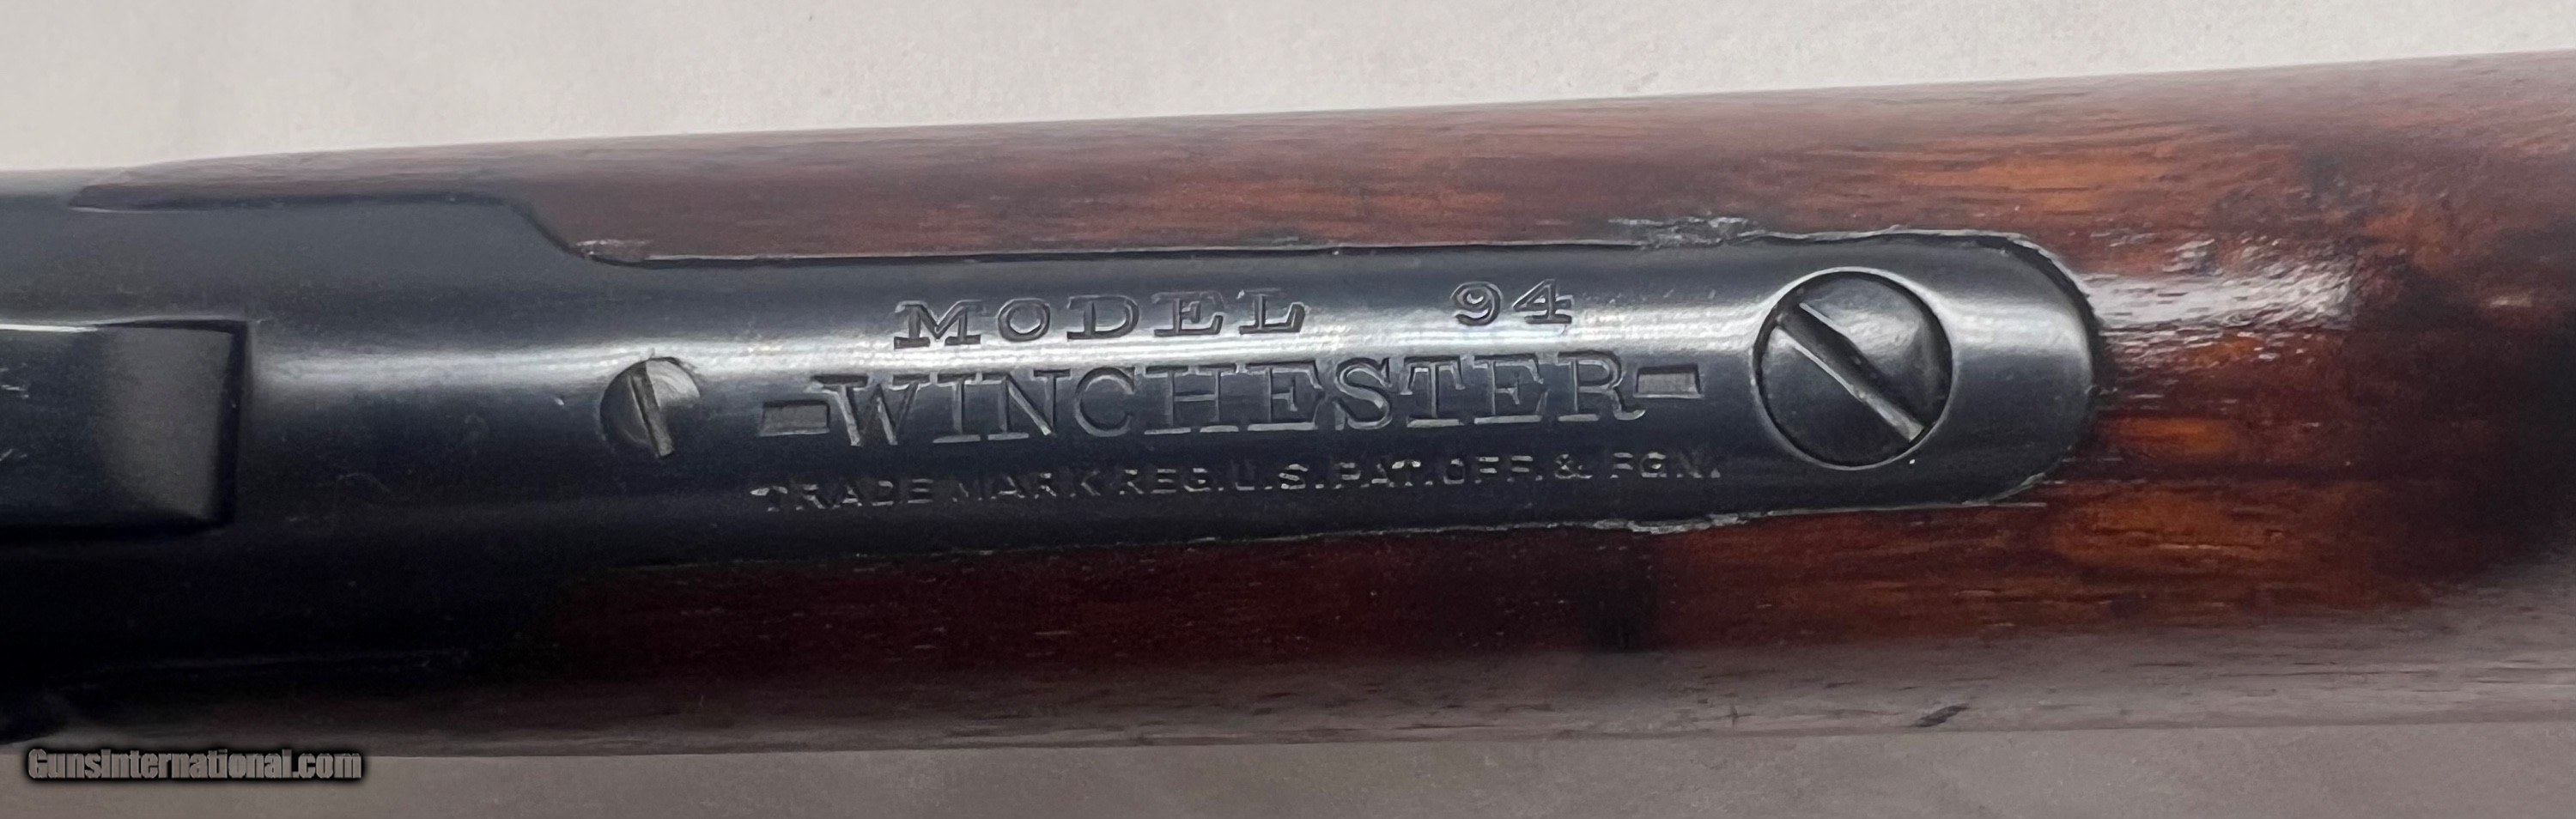 MODEL 94
-WINCHESTER-
TRADE MARK REG. U.S. PAT. OFF. & FGN.
GunsInternational.com